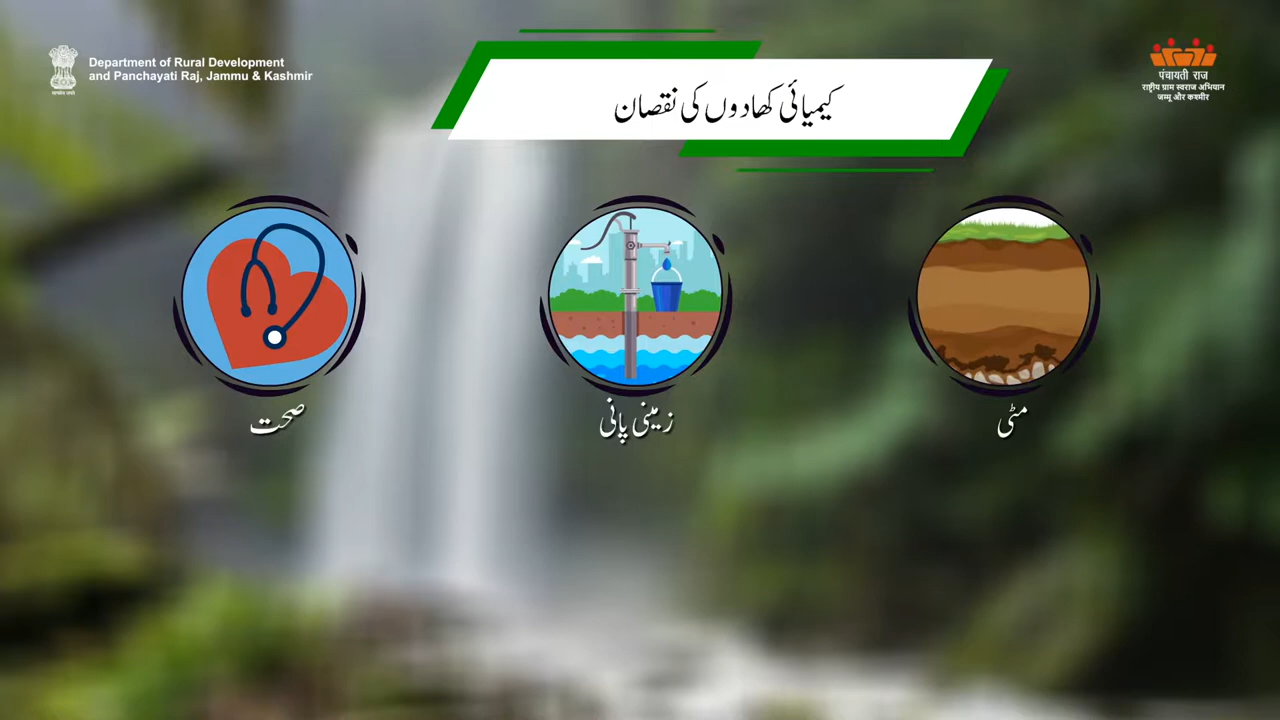 Department of Rural Development
and Panchayati Raj, Jammu & Kashmir
पंचायती राज
राष्ट्रीय ग्राम स्वराज अभियान
जम्मू और कश्मीर
کیمیائی کھادوں کی نقصان
مٹی
زمینی پانی
صحت